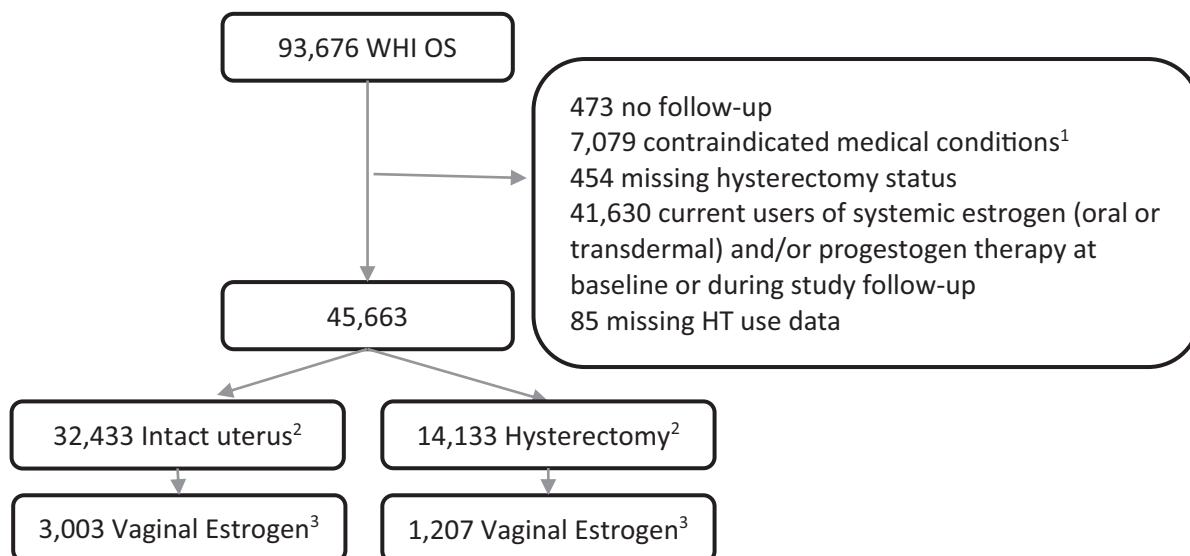 93,676 WHI OS
473 no follow-up
7,079 contraindicated medical conditions¹
454 missing hysterectomy status
41,630 current users of systemic estrogen (oral or
transdermal) and/or progestogen therapy at
baseline or during study follow-up
85 missing HT use data
45,663
32,433 Intact uterus²
14,133 Hysterectomy²
3,003 Vaginal Estrogen³
1,207 Vaginal Estrogen³